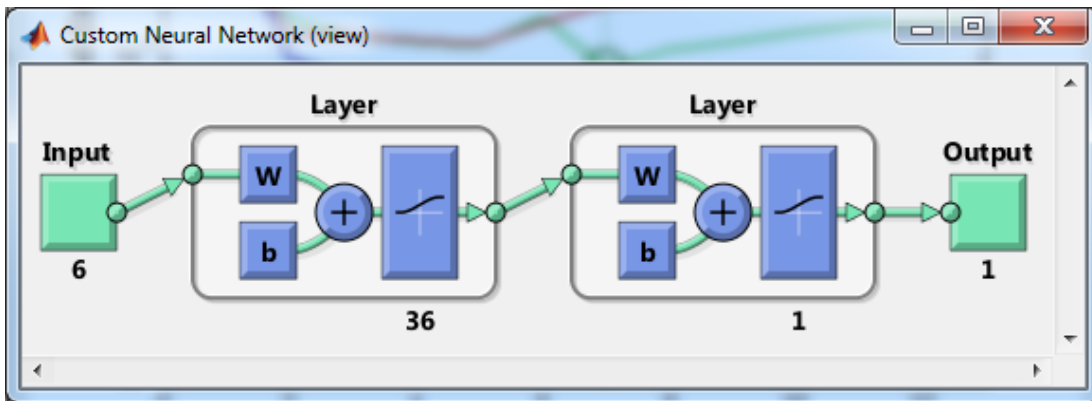 Custom Neural Network (view)
Layer Layer
Input Output
W W
b b
6 1
36 1